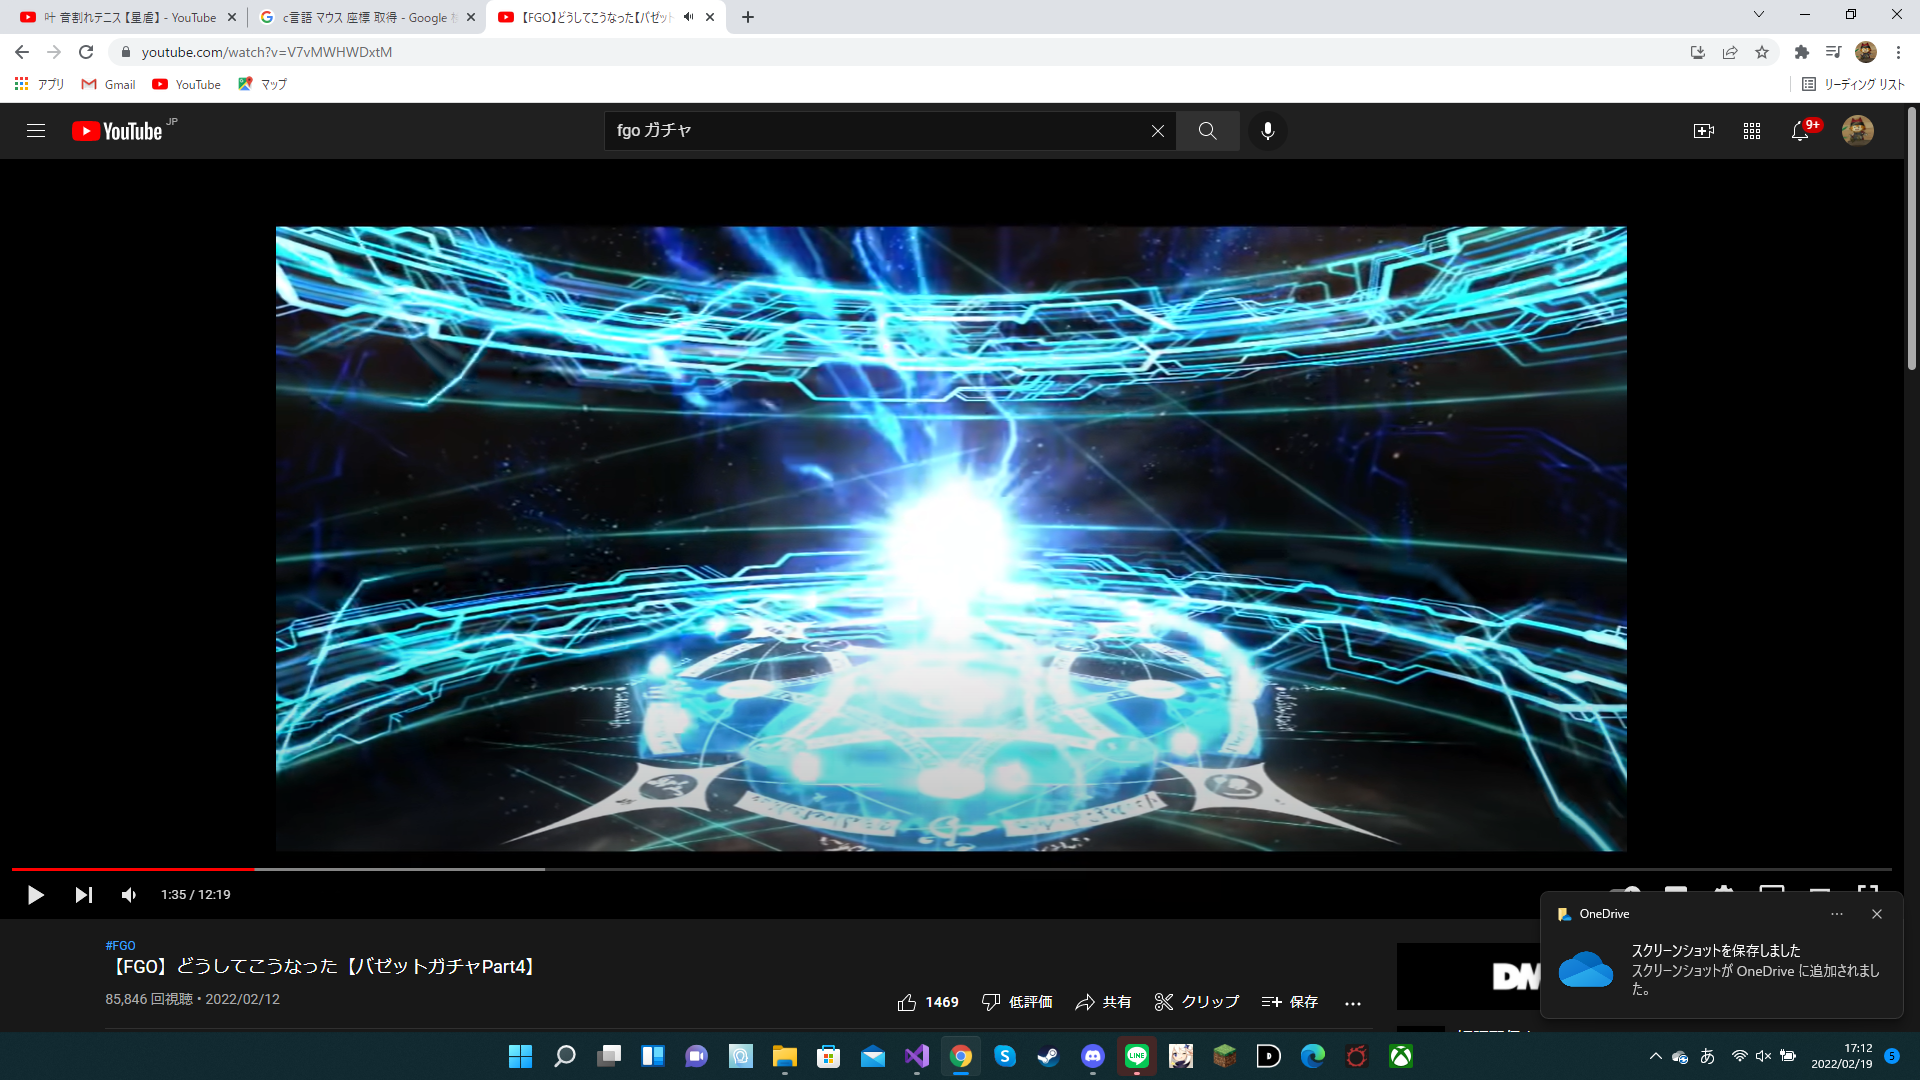 叶 音割れテニス【星虐】 - YouTube
c言語 マウス 座標 取得 - Google
【FGO】どうしてこうなった【バゼット
youtube.com/watch?v=V7vMWHWDxtM
アプリ
Gmail
YouTube
マップ
リーディング リスト
YouTube JP
fgo ガチャ
9+
1:35 / 12:19
#FGO
【FGO】どうしてこうなった【バゼットガチャPart4】
85,846 回視聴・2022/02/12
1469
低評価
共有
クリップ
保存
DM
OneDrive
スクリーンショットを保存しました
スクリーンショットが OneDrive に追加されまし
た。
LINE
あ
17:12
2022/02/19
5